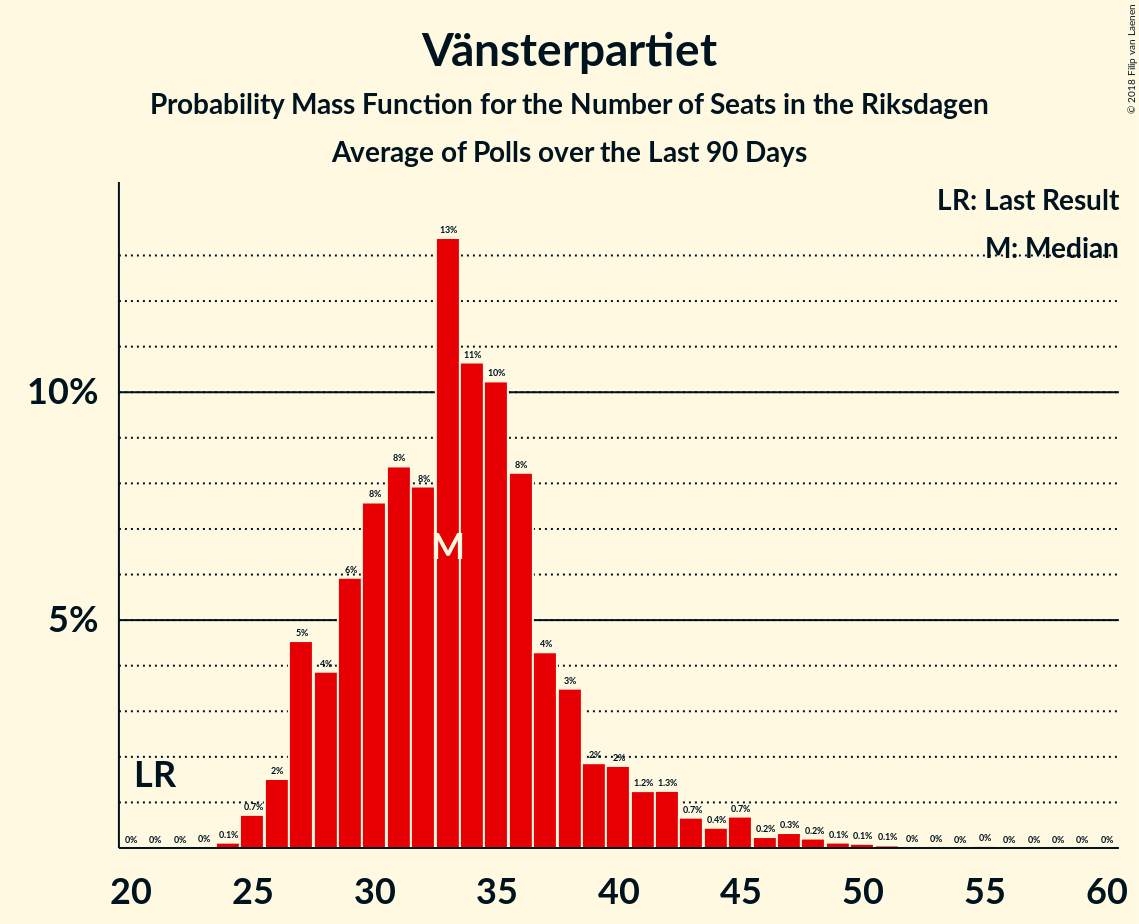 Vänsterpartiet
Probability Mass Function for the Number of Seats in the Riksdagen
Average of Polls over the Last 90 Days
© 2018 Filip van Laenen
LR: Last Result
M: Median
10%
5%
0% 0% 0% 0% 0.1% 0.7% 2% 5% 4% 6% 8% 8% 8% 13% 11% 10% 8% 4% 3% 2% 2% 1.2% 1.3% 0.7% 0.4% 0.7% 0.2% 0.3% 0.2% 0.1% 0.1% 0.1% 0% 0% 0% 0% 0% 0% 0% 0% 0%
M
LR
20 25 30 35 40 45 50 55 60